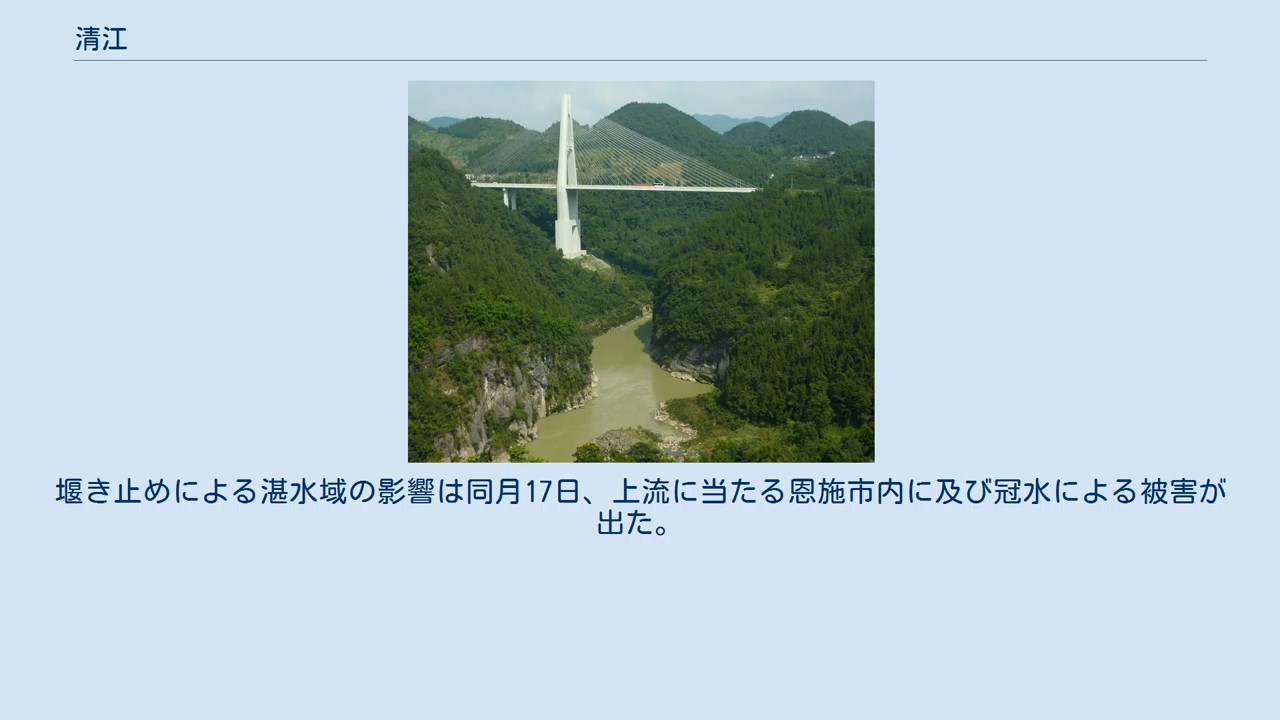 清江
堰き止めによる湛水域の影響は同月17日、上流に当たる恩施市内に及び冠水による被害が
出た。